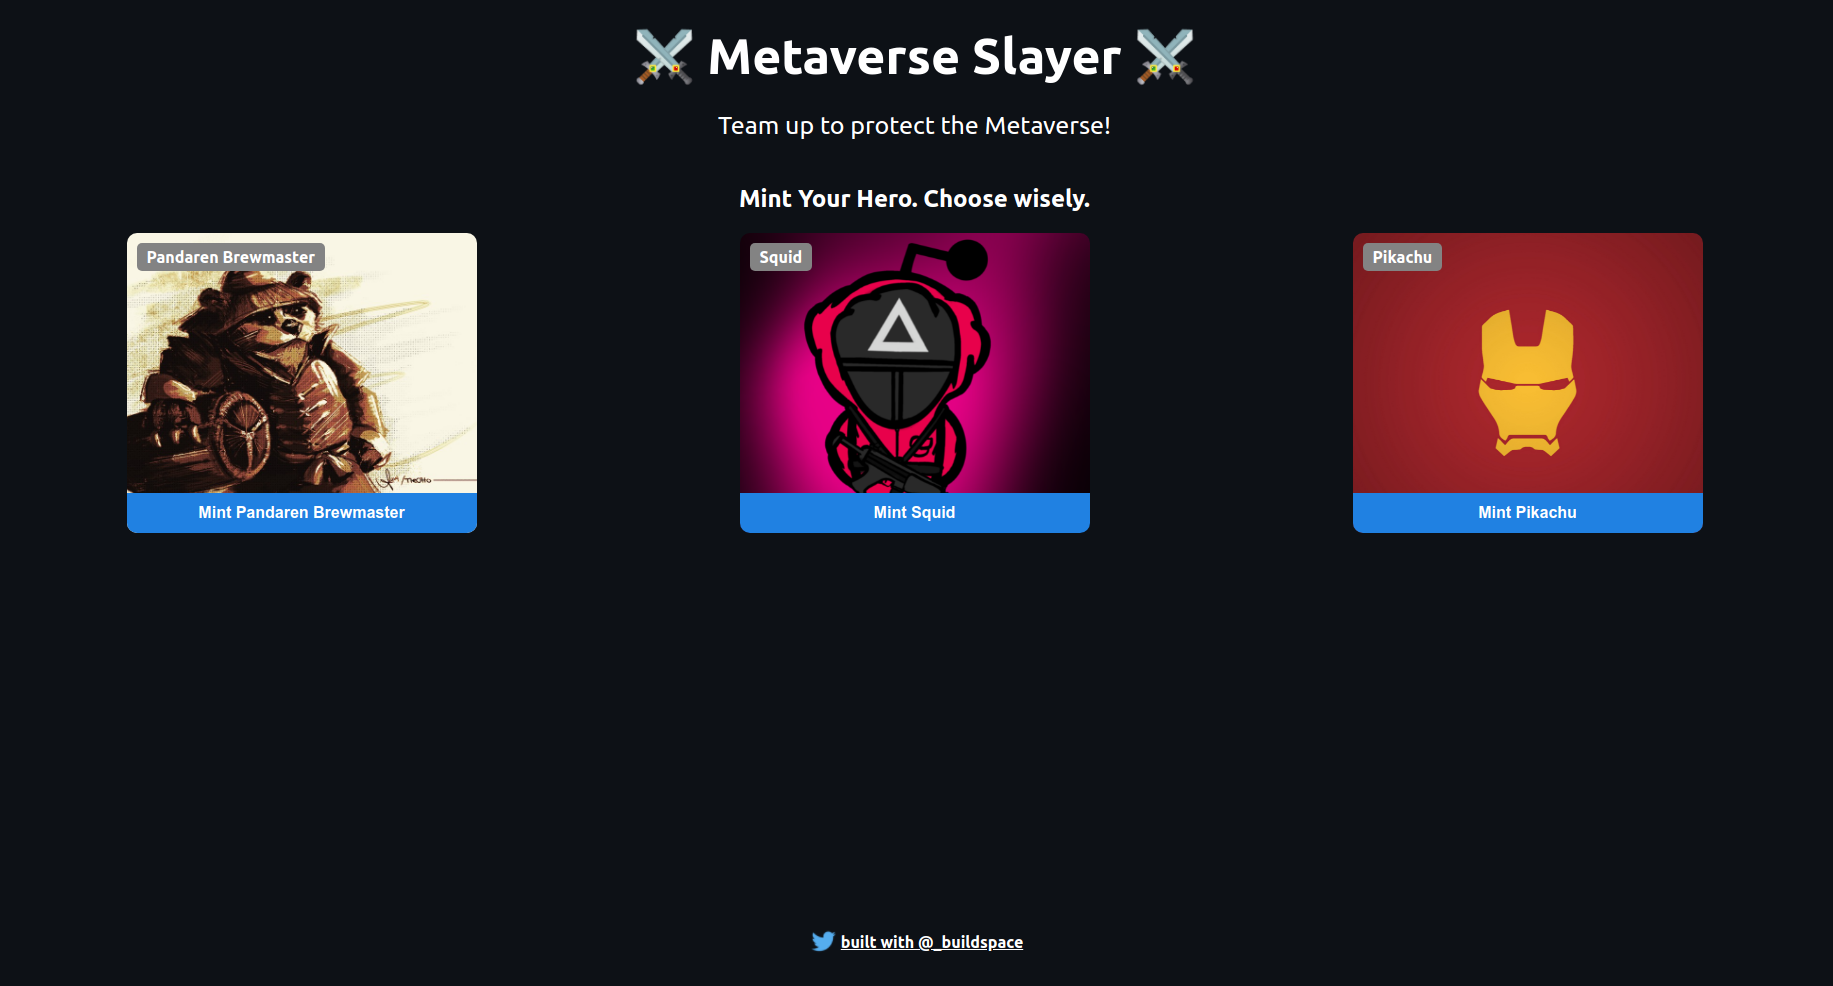 ⚔️ Metaverse Slayer ⚔️
Team up to protect the Metaverse!
Mint Your Hero. Choose wisely.
Pandaren Brewmaster
Squid
Pikachu
Mint Pandaren Brewmaster
Mint Squid
Mint Pikachu
built with @_buildspace